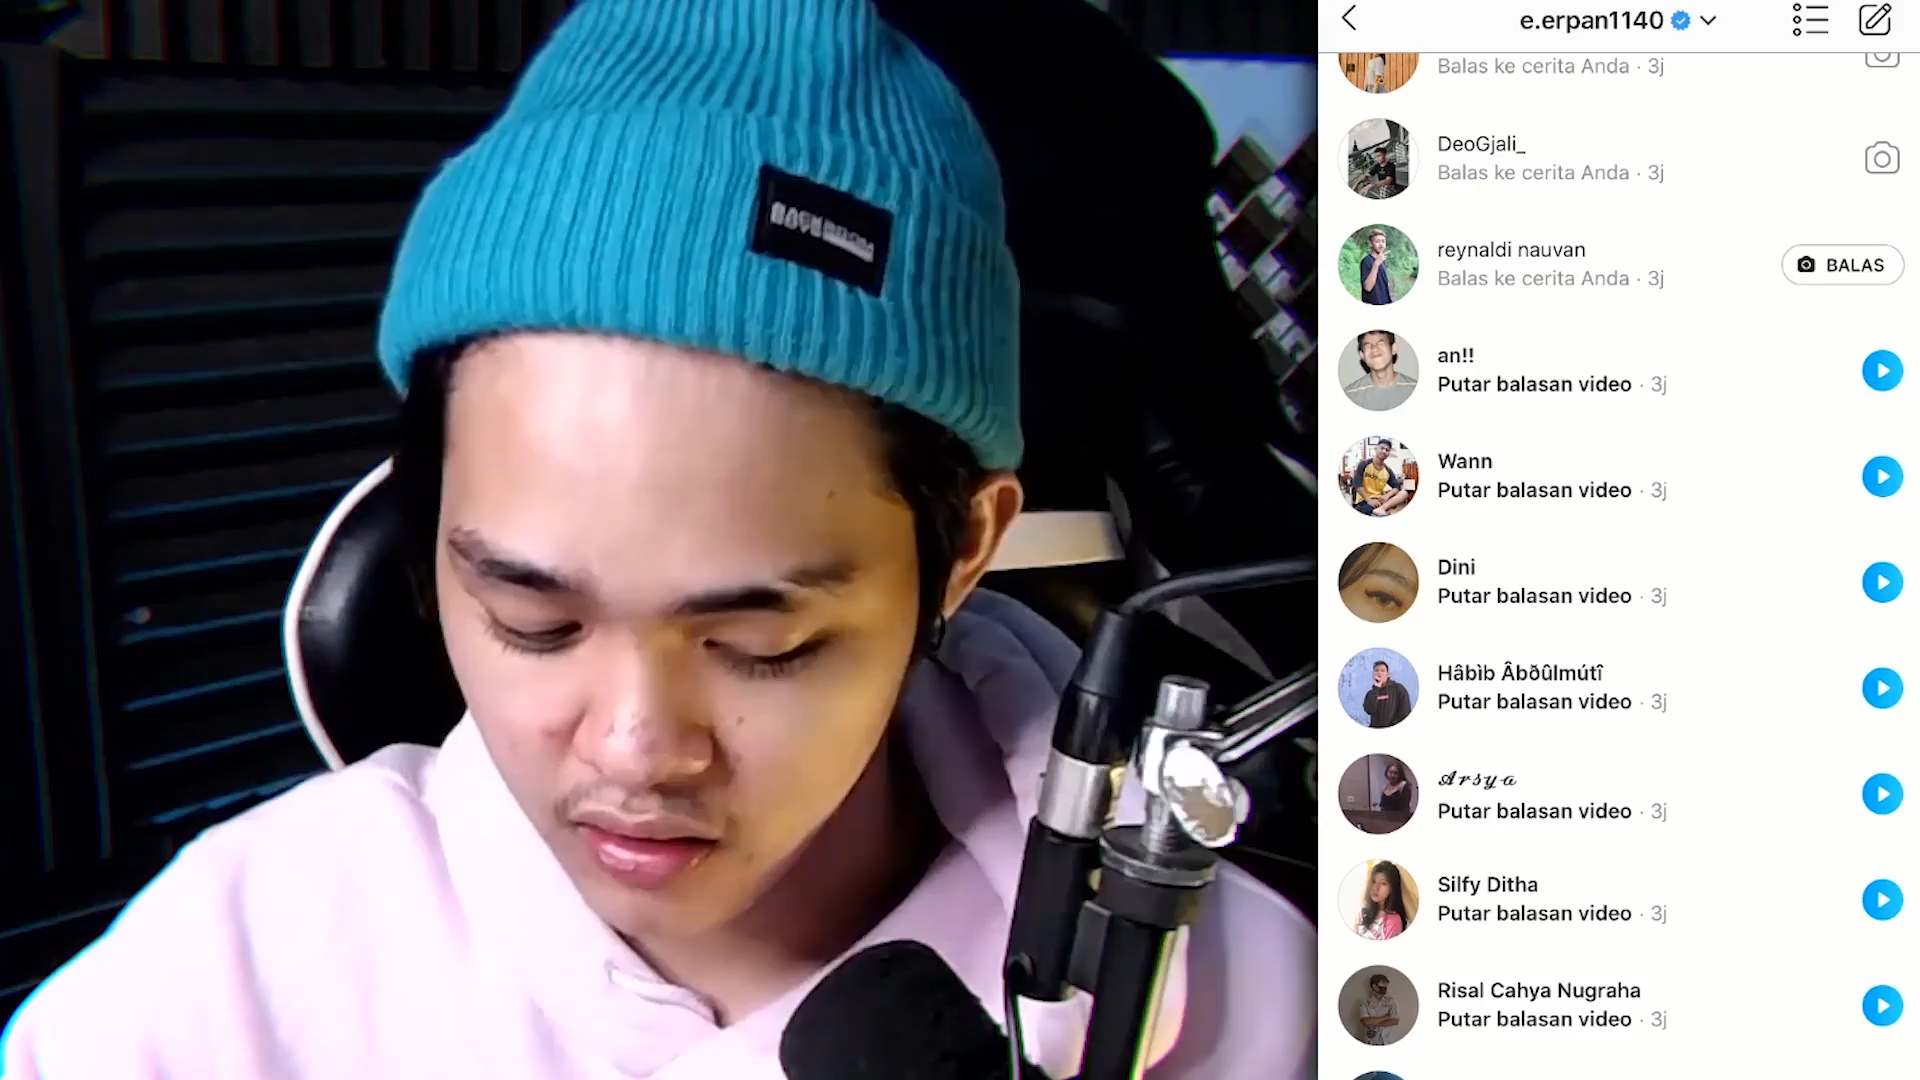 e.erpan1140
Balas ke cerita Anda · 3j
DeoGjali_
Balas ke cerita Anda · 3j
reynaldi nauvan
Balas ke cerita Anda · 3j
BALAS
an!!
Putar balasan video · 3j
Wann
Putar balasan video · 3j
Dini
Putar balasan video · 3j
Hâbìb Âbðûlmútî
Putar balasan video · 3j
𝓐𝓻𝓼𝔂𝓪
Putar balasan video · 3j
Silfy Ditha
Putar balasan video · 3j
Risal Cahya Nugraha
Putar balasan video · 3j